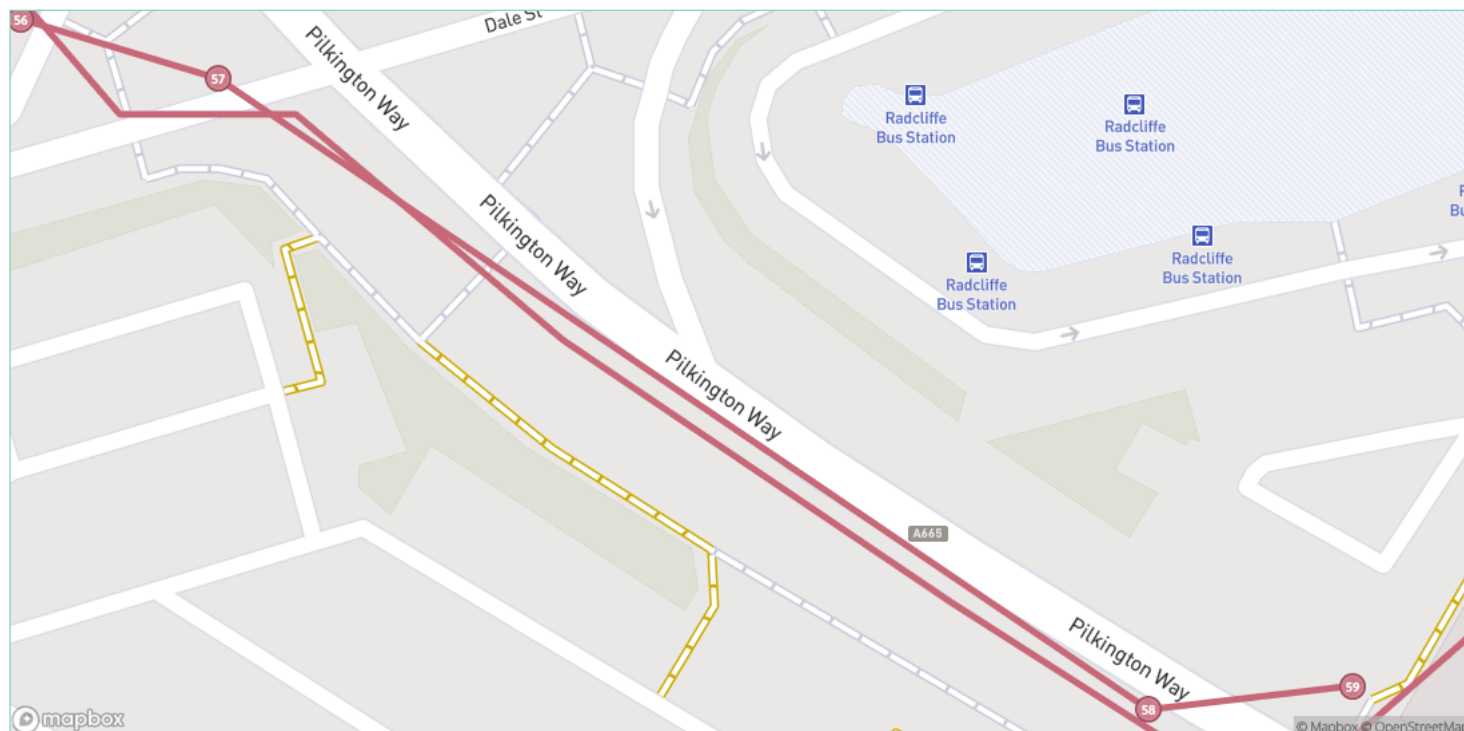 56
Dale St
57
Pilkington Way
Radcliffe
Bus Station
Radcliffe
Bus Station
Pilkington Way
Radcliffe
Bus Station
Radcliffe
Bus Station
Pilkington Way
A665
Pilkington Way
59
58
mapbox
© Mapbox © OpenStreetMap